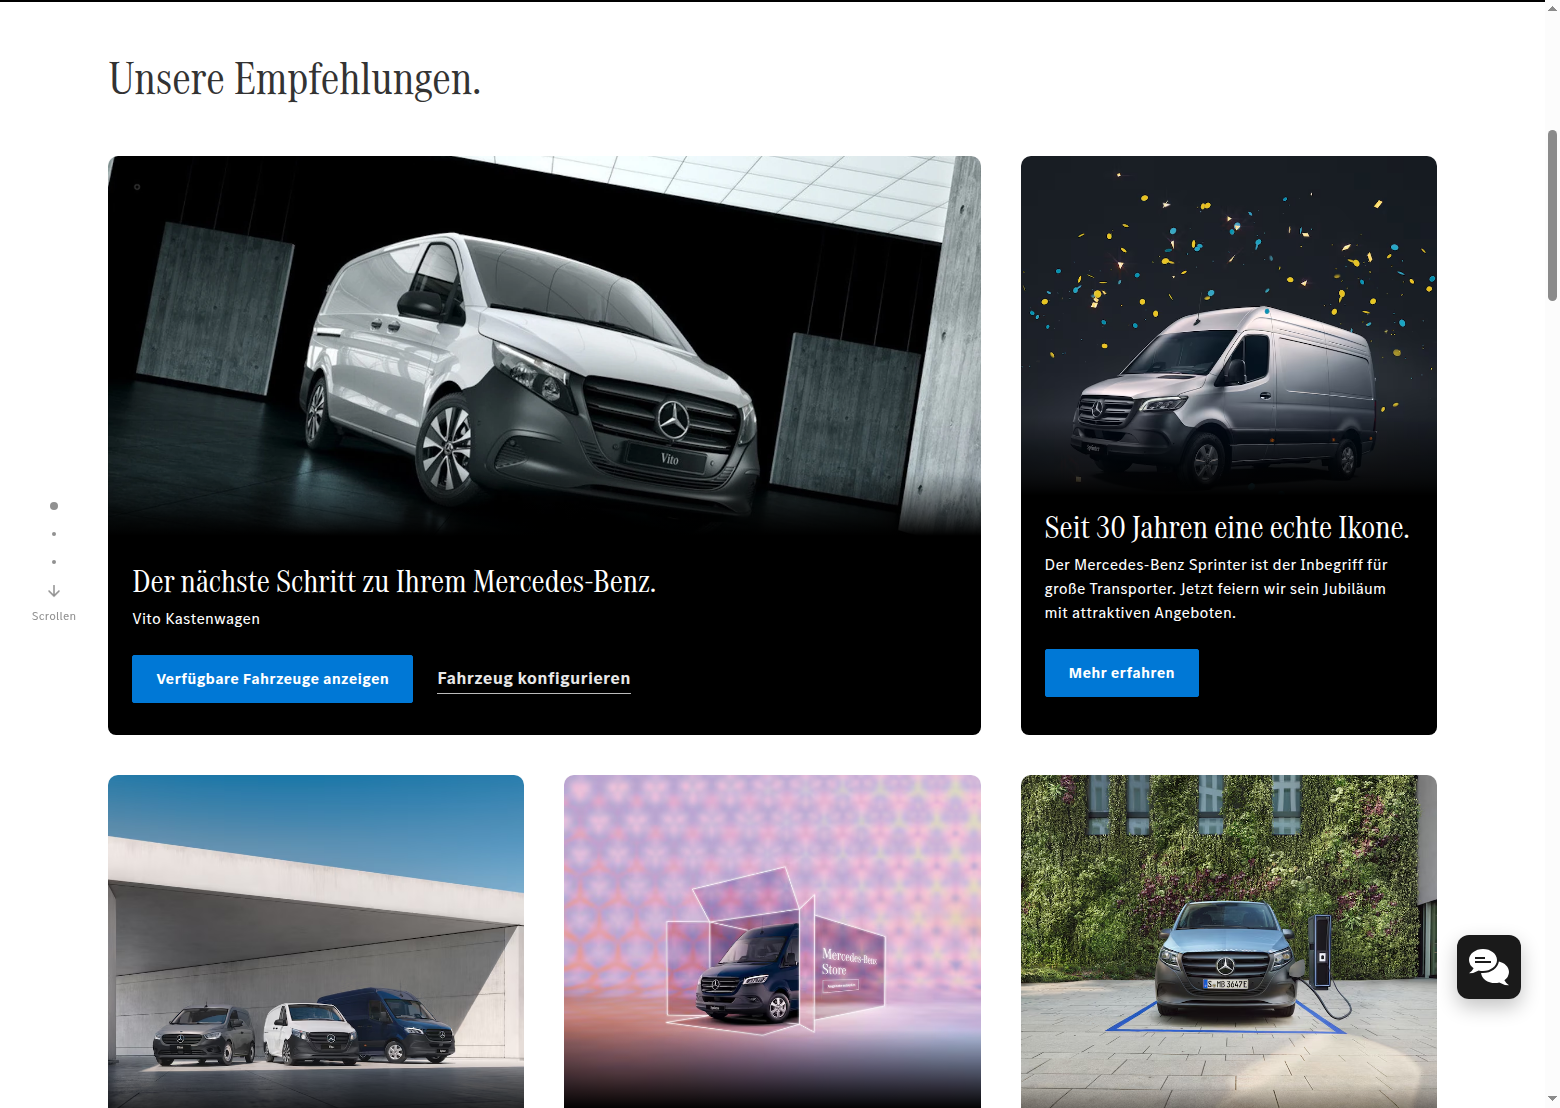 Unsere Empfehlungen.
Vito
Der nächste Schritt zu Ihrem Mercedes-Benz.
Vito Kastenwagen
Verfügbare Fahrzeuge anzeigen
Fahrzeug konfigurieren
Seit 30 Jahren eine echte Ikone.
Der Mercedes-Benz Sprinter ist der Inbegriff für
große Transporter. Jetzt feiern wir sein Jubiläum
mit attraktiven Angeboten.
Mehr erfahren
Scrollen
Mercedes-Benz
Store
S MB 3647E